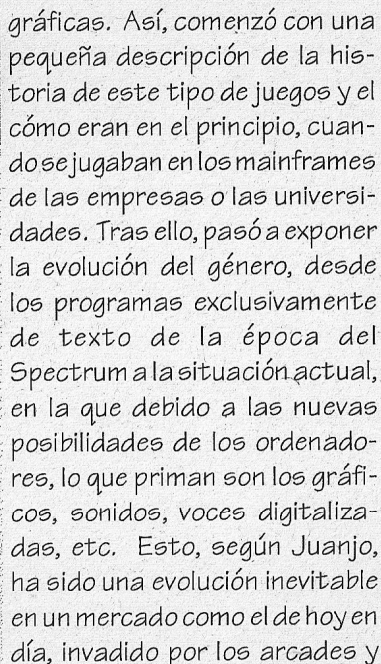 gráficas. Así, comenzó con una
pequeña descripción de la his-
toria de este tipo de juegos y el
cómo eran en el principio, cuan-
do se jugaban en los mainframes
de las empresas o las universi-
dades. Tras ello, pasó a exponer
la evolución del género, desde
los programas exclusivamente
de texto de la época del
Spectrum a la situación actual,
en la que debido a las nuevas
posibilidades de los ordenado-
res, lo que priman son los gráfi-
cos, sonidos, voces digitaliza-
das, etc. Esto, según Juanjo,
ha sido una evolución inevitable
en un mercado como el de hoy en
día, invadido por los arcades y